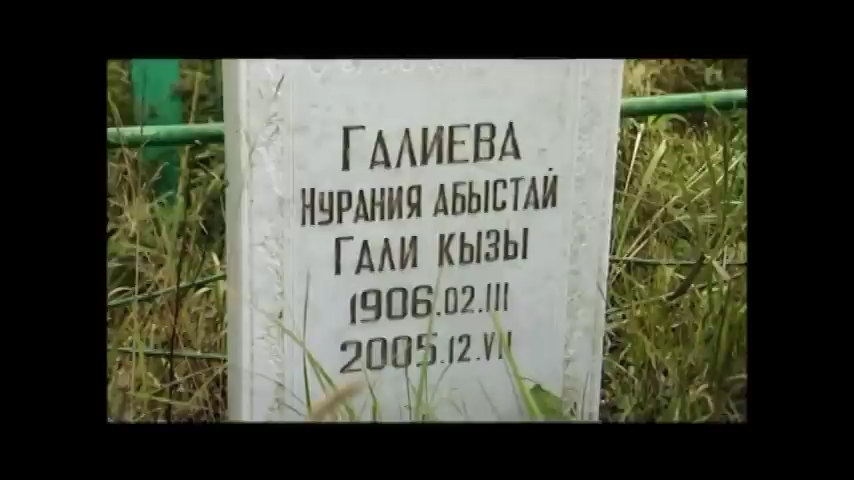 ГАЛИЕВА
НУРАНИЯ АБЫСТАЙ
ГАЛИ КЫЗЫ
1906.02.III
2005.12.VII